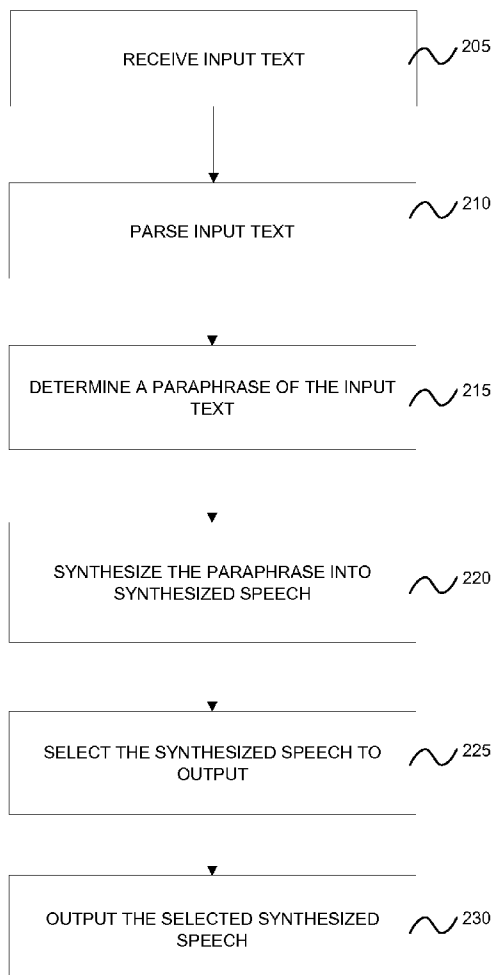 RECEIVE INPUT TEXT
205
PARSE INPUT TEXT
210
DETERMINE A PARAPHRASE OF THE INPUT
TEXT
215
SYNTHESIZE THE PARAPHRASE INTO
SYNTHESIZED SPEECH
220
SELECT THE SYNTHESIZED SPEECH TO
OUTPUT
225
OUTPUT THE SELECTED SYNTHESIZED
SPEECH
230